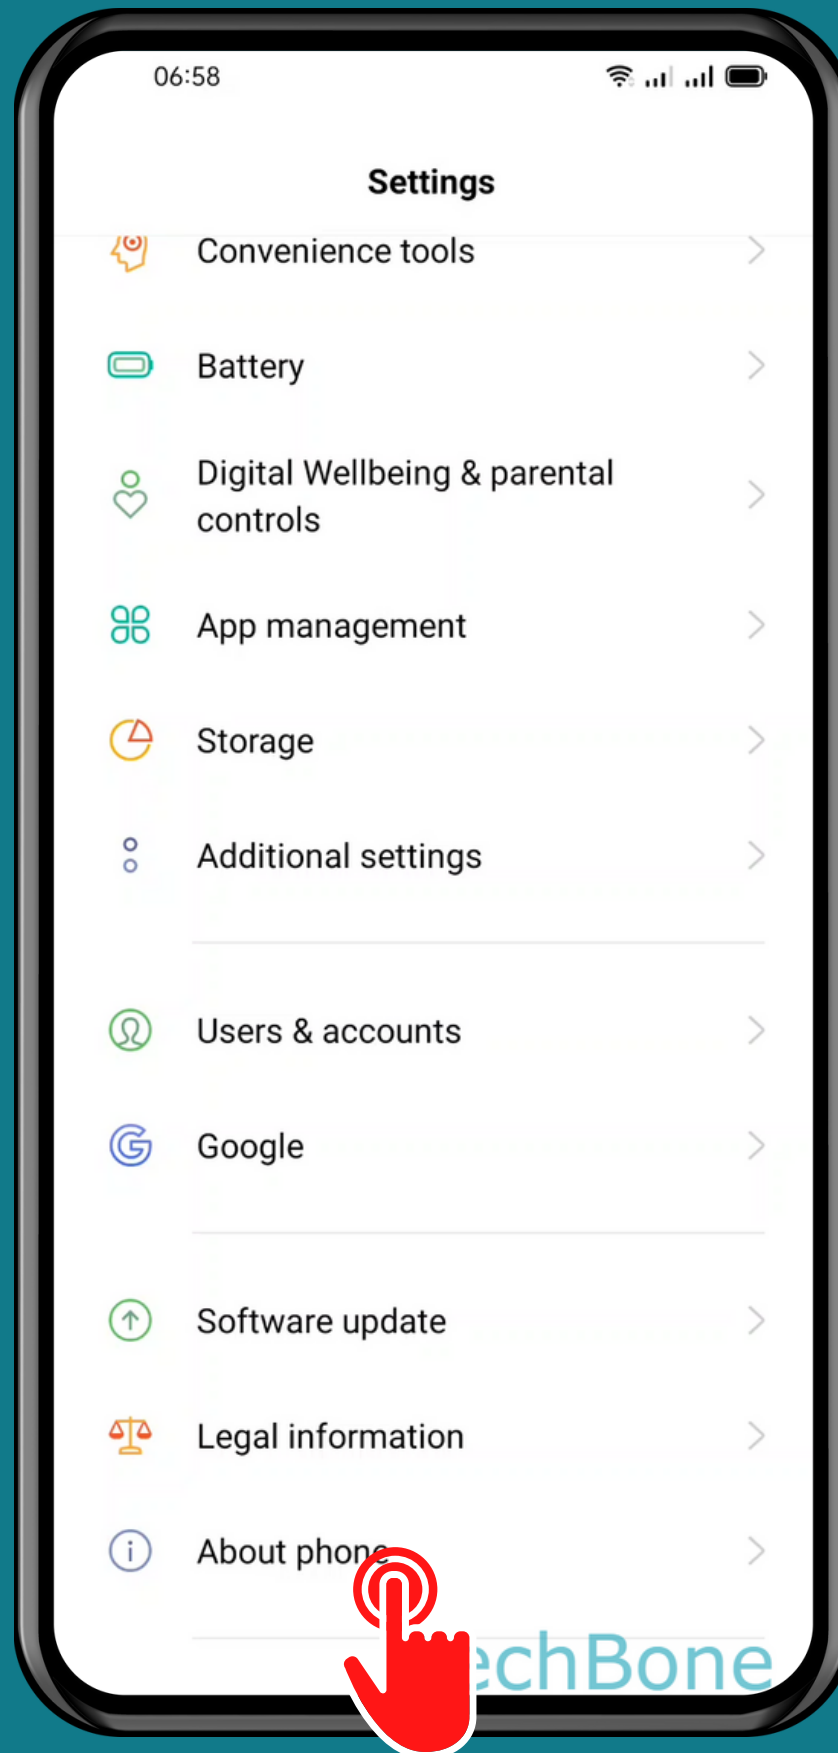 06:58
Settings
Convenience tools
Battery
Digital Wellbeing & parental
controls
App management
Storage
Additional settings
Users & accounts
Google
Software update
Legal information
About phone
echBone